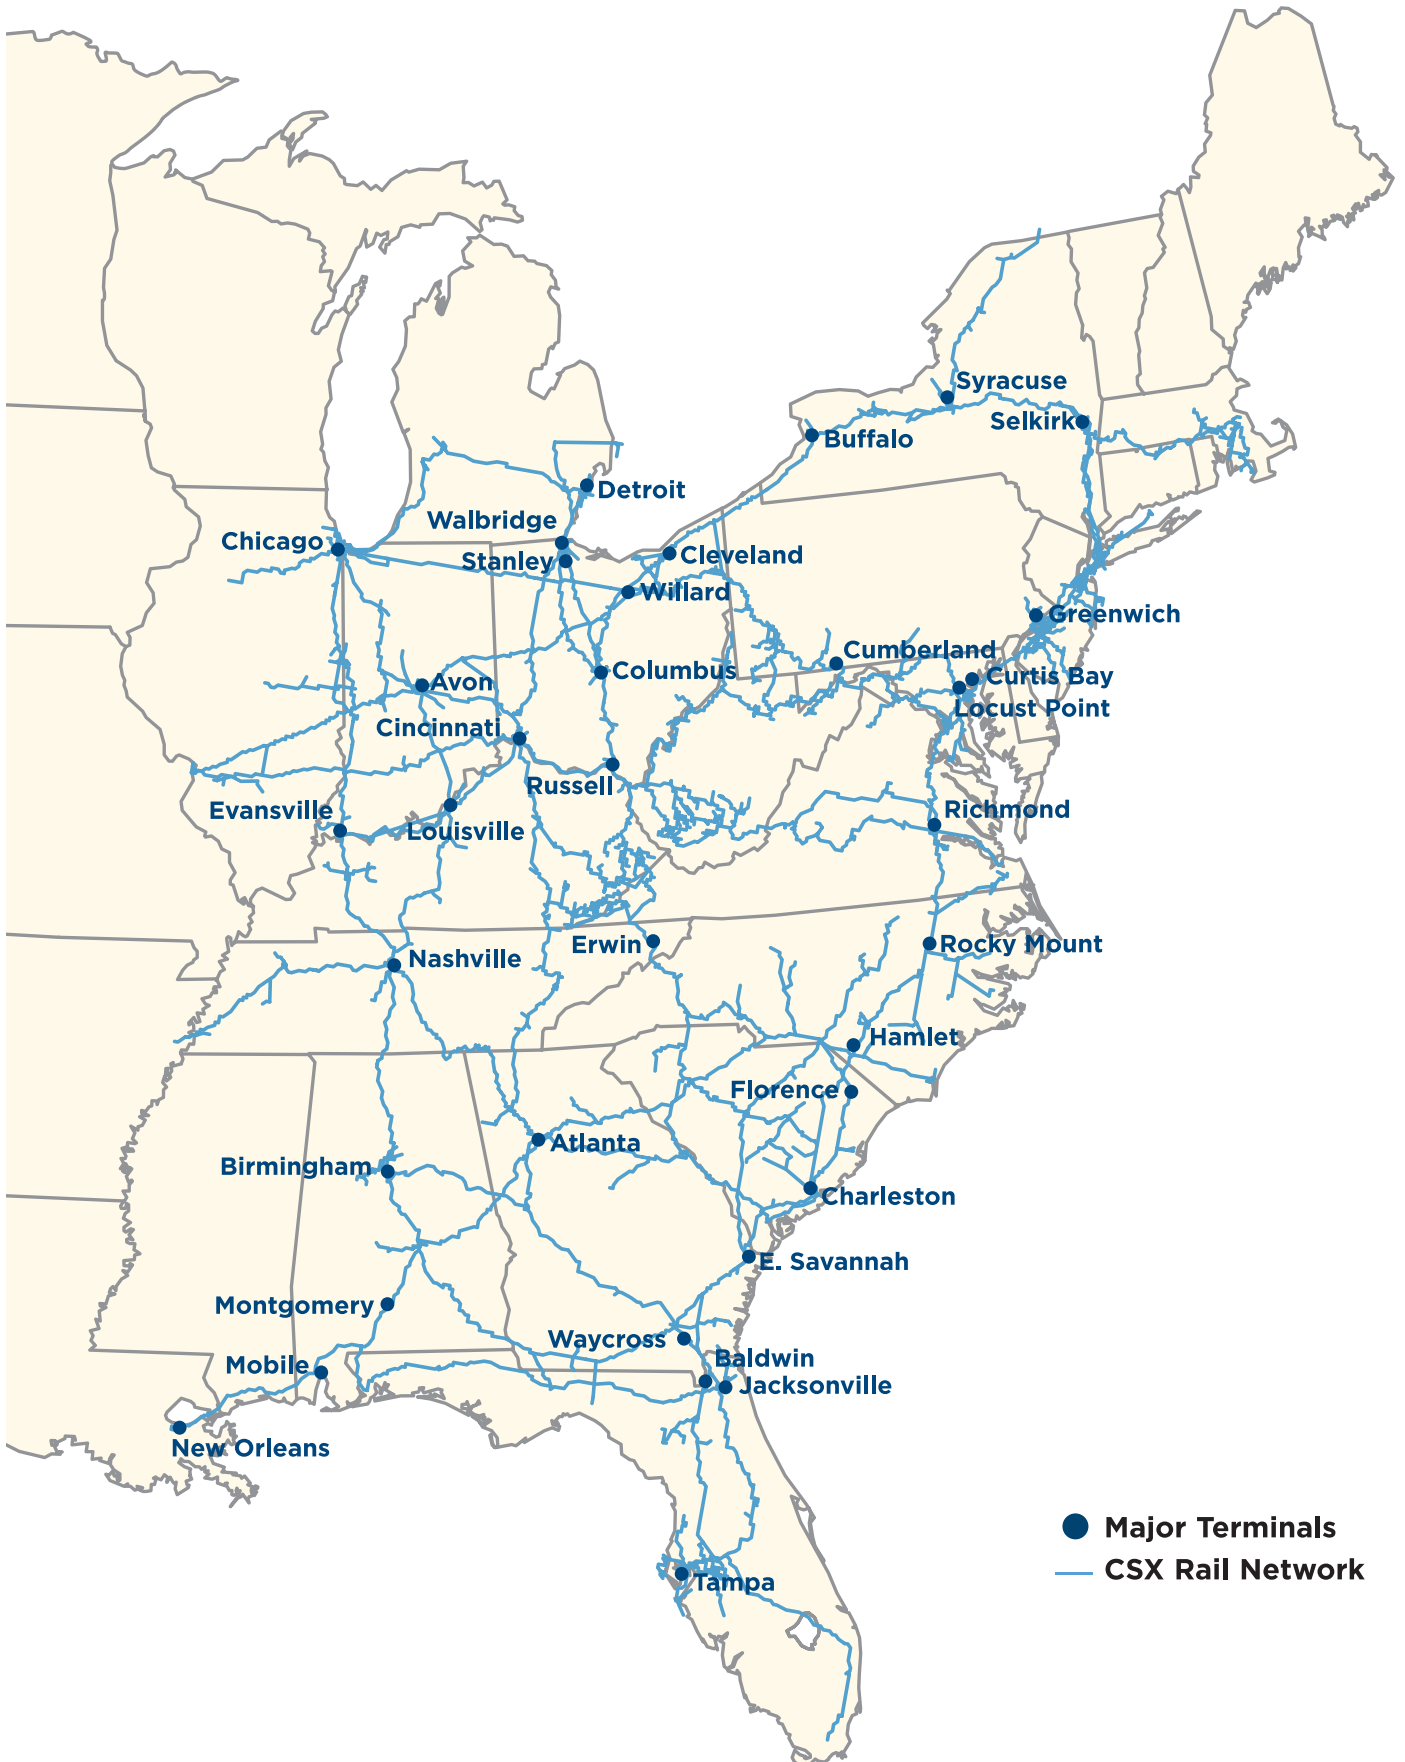 Syracuse
Selkirk
Buffalo
Detroit
Walbridge
Chicago
Stanley
Cleveland
Willard
Greenwich
Cumberland
Columbus
Curtis Bay
Avon
Locust Point
Cincinnati
Russell
Evansville
Richmond
Louisville
Erwin
Rocky Mount
Nashville
Hamlet
Florence
Atlanta
Birmingham
Charleston
E. Savannah
Montgomery
Waycross
Baldwin
Mobile
Jacksonville
New Orleans
Major Terminals
CSX Rail Network
Tampa